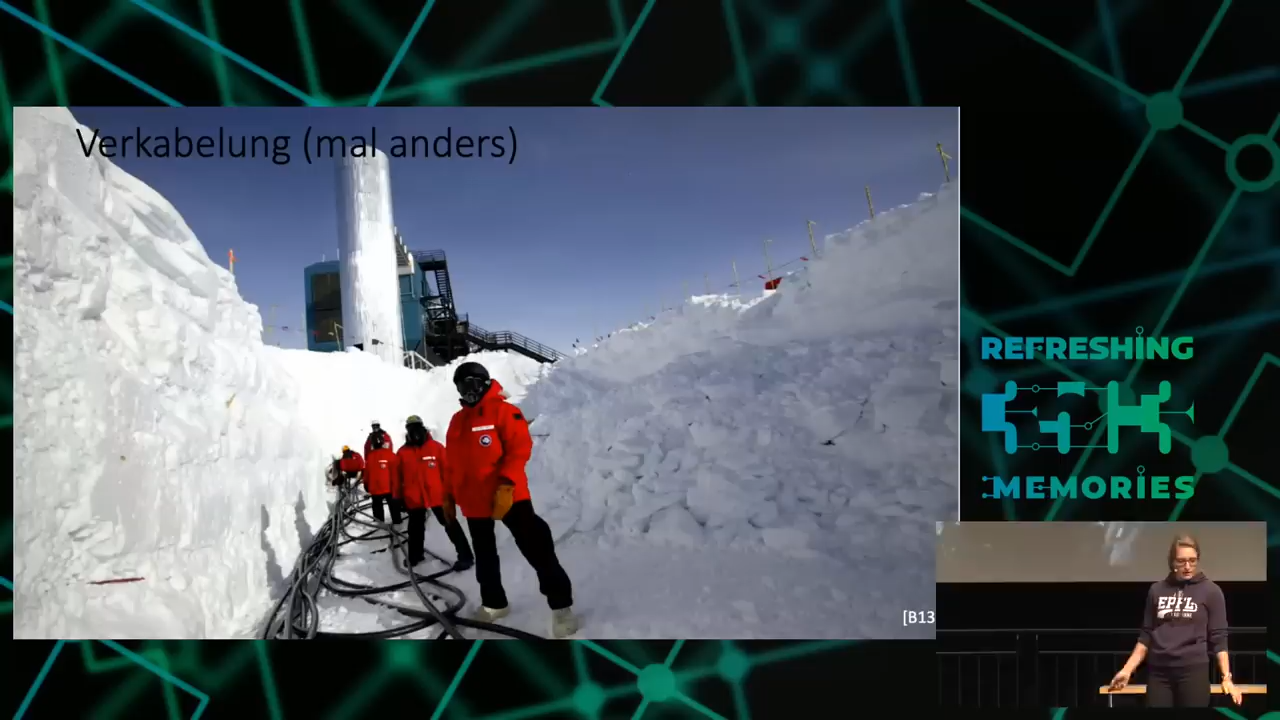 Verkabelung (mal anders)
REFRESHING
MEMORIES
[B13
EPFL